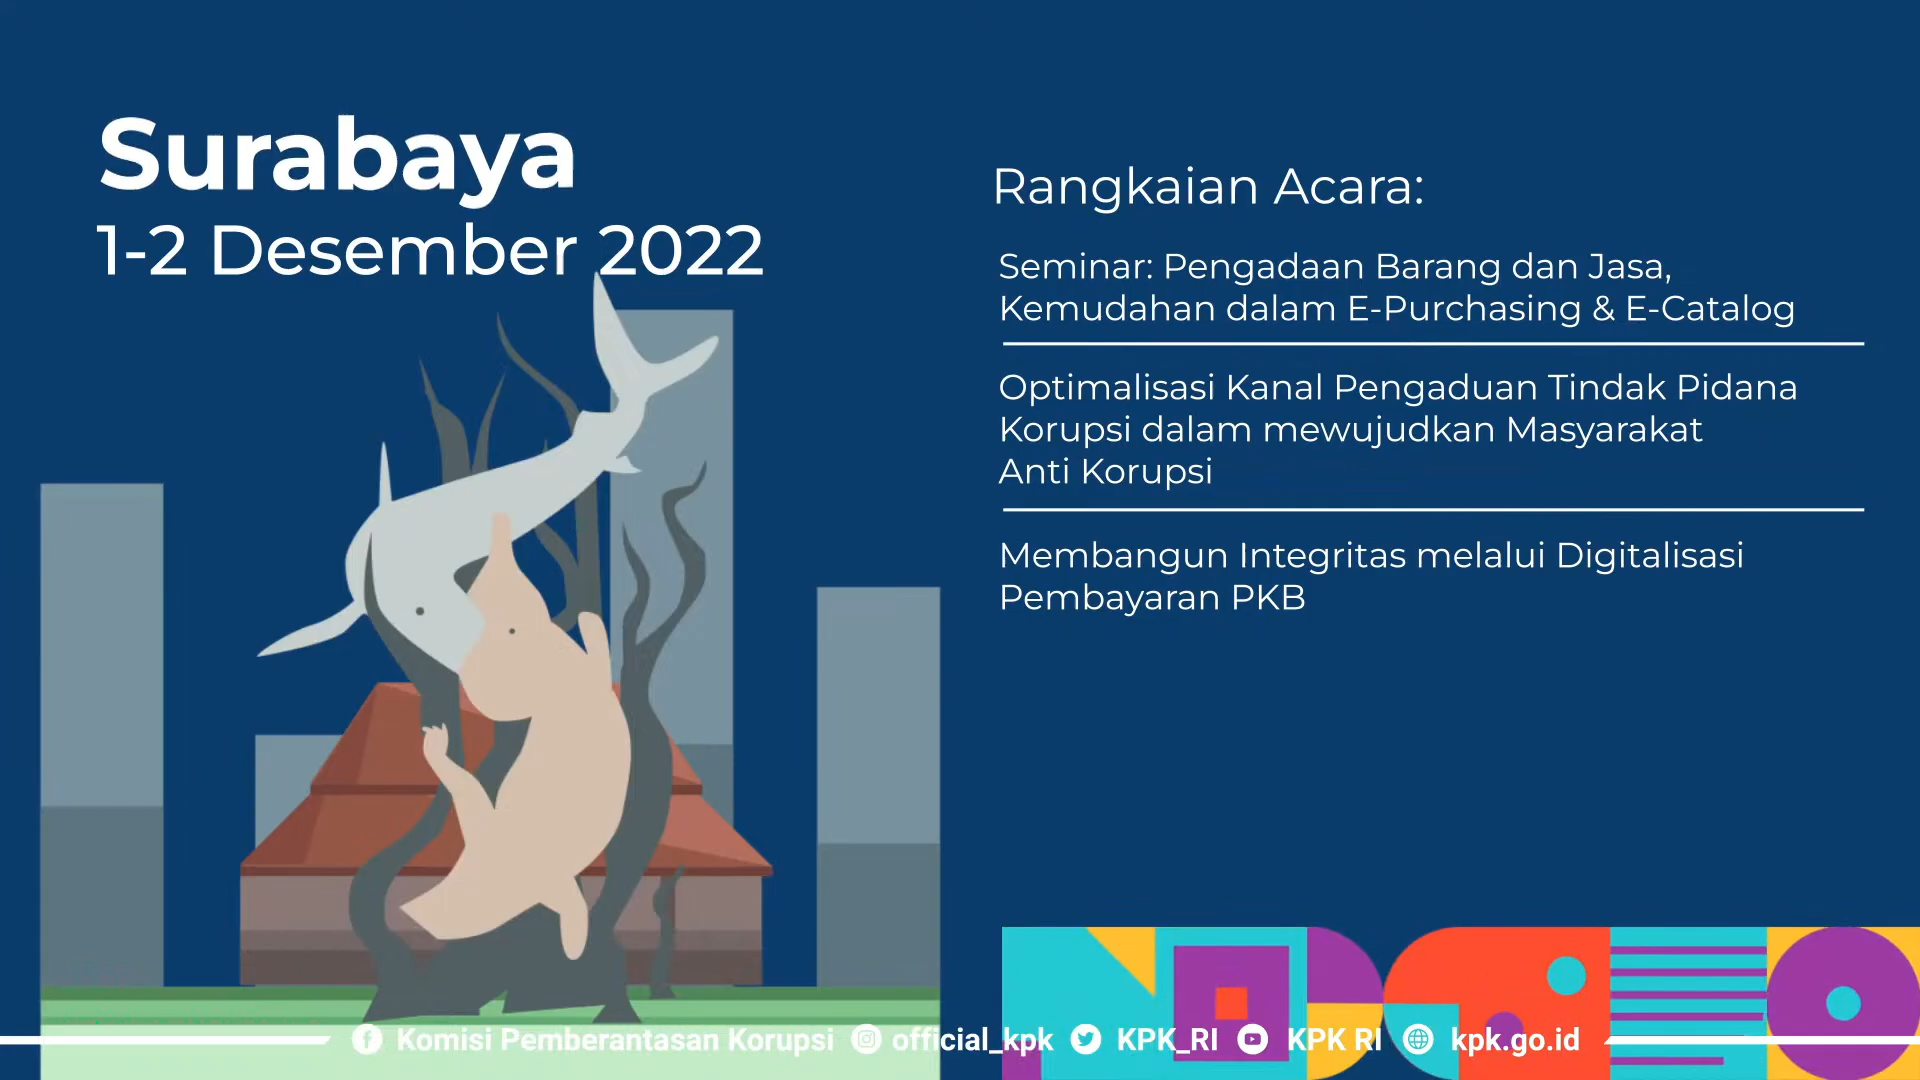 Surabaya
1-2 Desember 2022
Rangkaian Acara:
Seminar: Pengadaan Barang dan Jasa,
Kemudahan dalam E-Purchasing & E-Catalog
Optimalisasi Kanal Pengaduan Tindak Pidana
Korupsi dalam mewujudkan Masyarakat
Anti Korupsi
Membangun Integritas melalui Digitalisasi
Pembayaran PKB
Komisi Pemberantasan Korupsi official_kpk KPK_RI KPK RI kpk.go.id